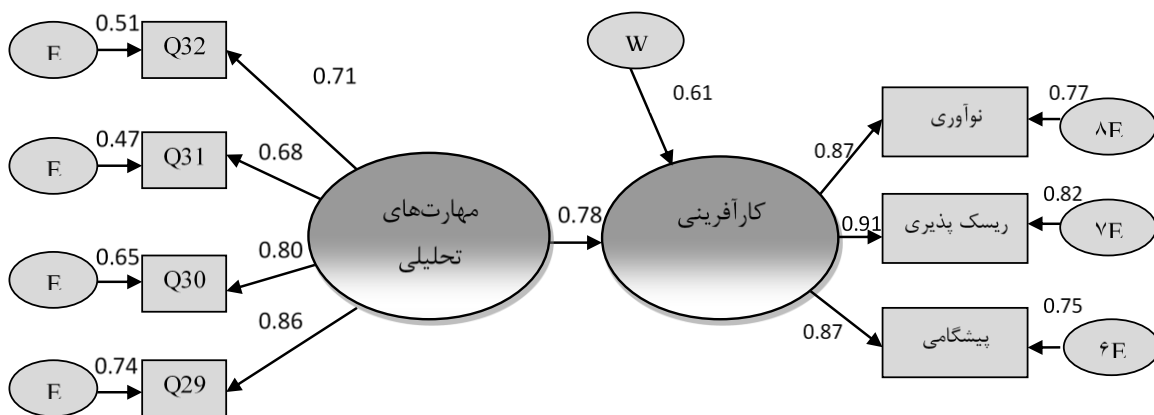 E
0.51
Q32
0.71
E
0.47
Q31
0.68
E
0.65
Q30
0.80
E
0.74
Q29
0.86
مهارت‌های
تحلیلی
0.78
W
0.61
کارآفرینی
0.87
نوآوری
0.77
۸E
0.91
ریسک پذیری
0.82
۷E
0.87
پیشگامی
0.75
۶E